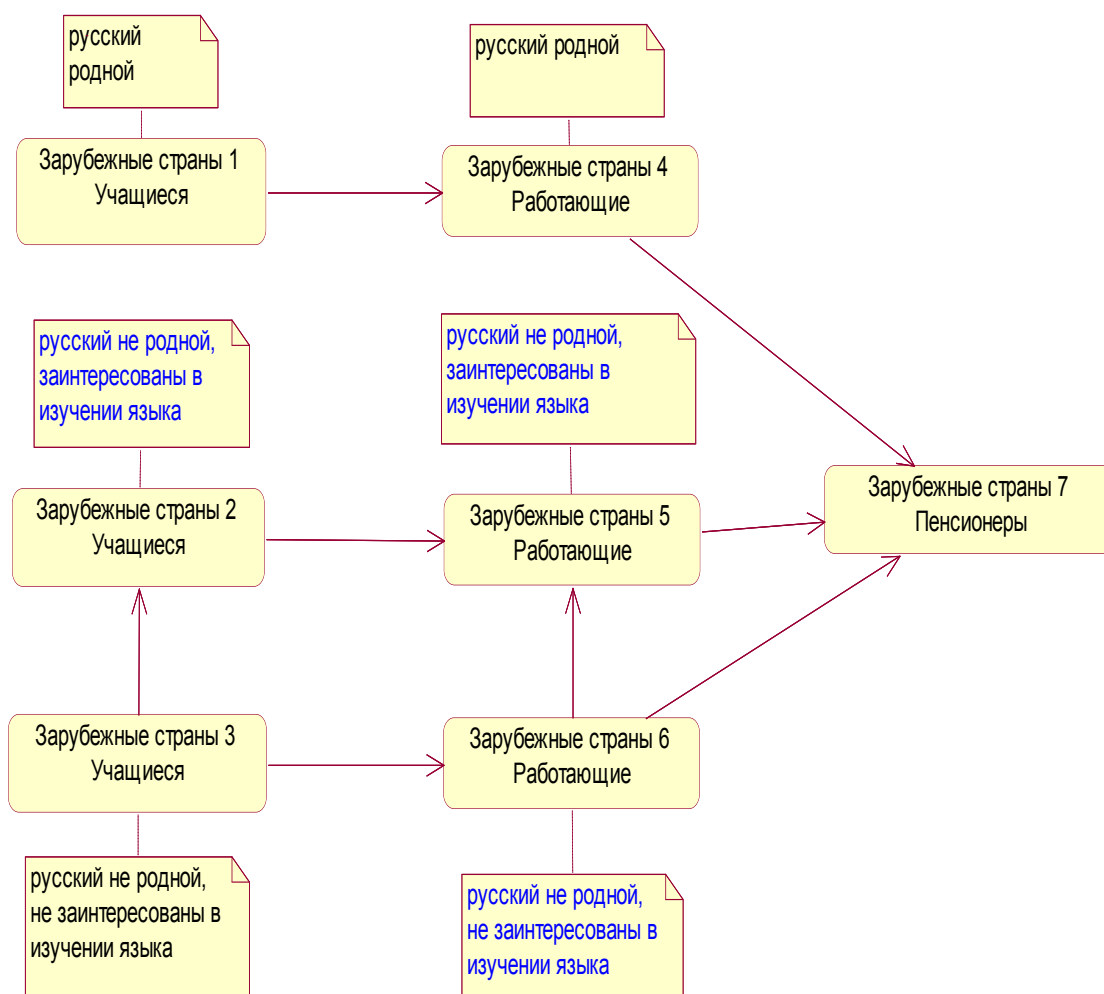 русский
родной
русский родной
Зарубежные страны 1
Учащиеся
Зарубежные страны 4
Работающие
русский не родной,
заинтересованы в
изучении языка
русский не родной,
заинтересованы в
изучении языка
Зарубежные страны 2
Учащиеся
Зарубежные страны 5
Работающие
Зарубежные страны 7
Пенсионеры
Зарубежные страны 3
Учащиеся
Зарубежные страны 6
Работающие
русский не родной,
не заинтересованы в
изучении языка
русский не родной,
не заинтересованы в
изучении языка